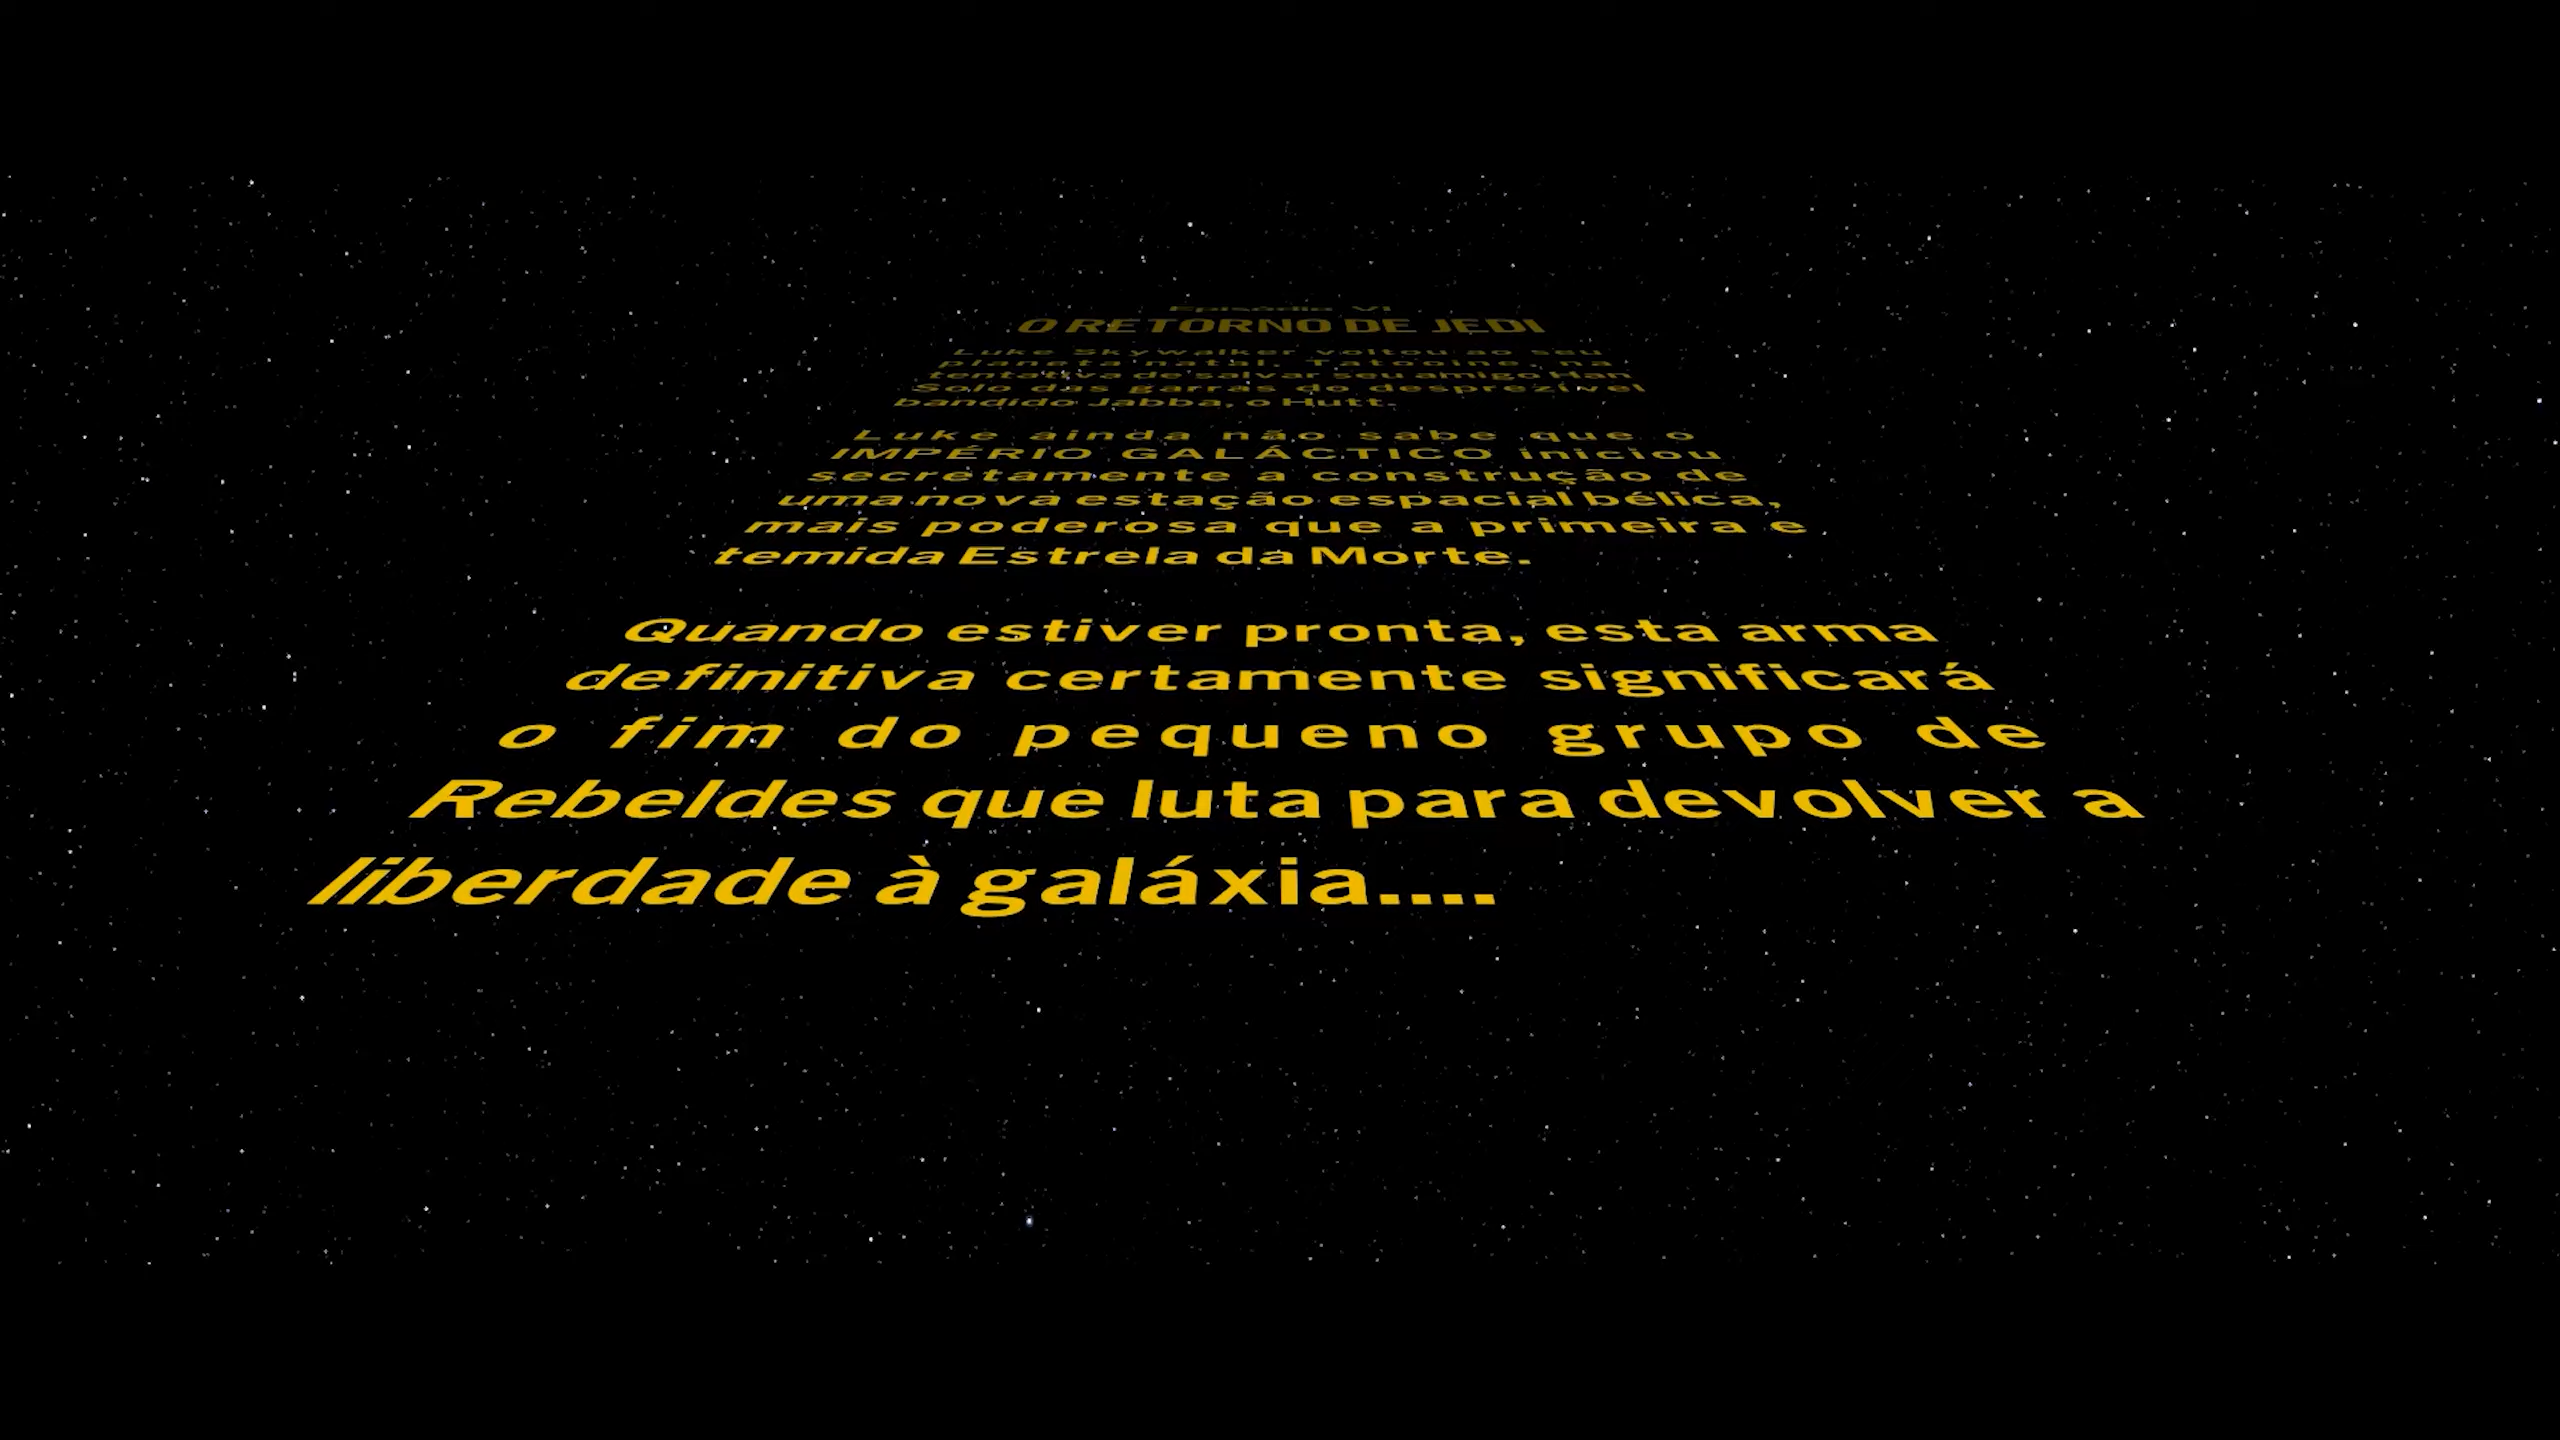 Episódio VI
O RETORNO DE JEDI
Luke Skywalker voltou ao seu
planeta natal, Tatooine, na
tentativa de salvar seu amigo Han
Solo das garras do desprezível
bandido Jabba, o Hutt.
Luke ainda não sabe que o
IMPÉRIO GALÁCTICO iniciou
secretamente a construção de
uma nova estação espacial bélica,
mais poderosa que a primeira e
temida Estrela da Morte.
Quando estiver pronta, esta arma
definitiva certamente significará
o fim do pequeno grupo de
Rebeldes que luta para devolver a
liberdade à galáxia....